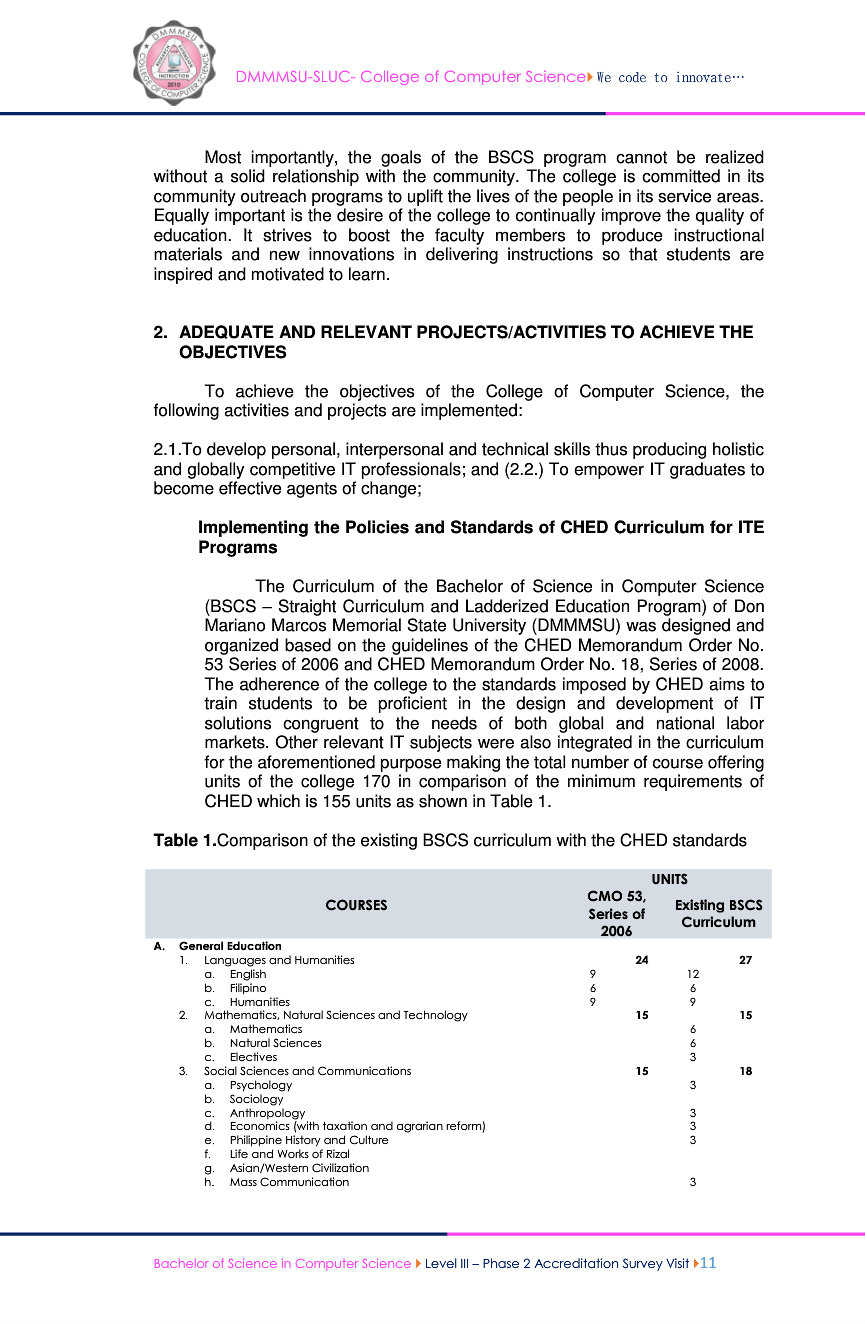 DMMMSU
RESEARCH
EXTENSION
INSTRUCTION
2010
COLLEGE OF COMPUTER SCIENCE
DMMMSU-SLUC- College of Computer Science We code to innovate…
Most importantly, the goals of the BSCS program cannot be realized
without a solid relationship with the community. The college is committed in its
community outreach programs to uplift the lives of the people in its service areas.
Equally important is the desire of the college to continually improve the quality of
education. It strives to boost the faculty members to produce instructional
materials and new innovations in delivering instructions so that students are
inspired and motivated to learn.
2. ADEQUATE AND RELEVANT PROJECTS/ACTIVITIES TO ACHIEVE THE
OBJECTIVES
To achieve the objectives of the College of Computer Science, the
following activities and projects are implemented:
2.1.To develop personal, interpersonal and technical skills thus producing holistic
and globally competitive IT professionals; and (2.2.) To empower IT graduates to
become effective agents of change;
Implementing the Policies and Standards of CHED Curriculum for ITE
Programs
The Curriculum of the Bachelor of Science in Computer Science
(BSCS – Straight Curriculum and Ladderized Education Program) of Don
Mariano Marcos Memorial State University (DMMMSU) was designed and
organized based on the guidelines of the CHED Memorandum Order No.
53 Series of 2006 and CHED Memorandum Order No. 18, Series of 2008.
The adherence of the college to the standards imposed by CHED aims to
train students to be proficient in the design and development of IT
solutions congruent to the needs of both global and national labor
markets. Other relevant IT subjects were also integrated in the curriculum
for the aforementioned purpose making the total number of course offering
units of the college 170 in comparison of the minimum requirements of
CHED which is 155 units as shown in Table 1.
Table 1.Comparison of the existing BSCS curriculum with the CHED standards
UNITS
COURSES
CMO 53,
Series of
2006
Existing BSCS
Curriculum
A. General Education
1. Languages and Humanities 24 27
a. English 9 12
b. Filipino 6 6
c. Humanities 9 9
2. Mathematics, Natural Sciences and Technology 15 15
a. Mathematics 6
b. Natural Sciences 6
c. Electives 3
3. Social Sciences and Communications 15 18
a. Psychology 3
b. Sociology
c. Anthropology 3
d. Economics (with taxation and agrarian reform) 3
e. Philippine History and Culture 3
f. Life and Works of Rizal
g. Asian/Western Civilization
h. Mass Communication 3
Bachelor of Science in Computer Science Level III – Phase 2 Accreditation Survey Visit 11